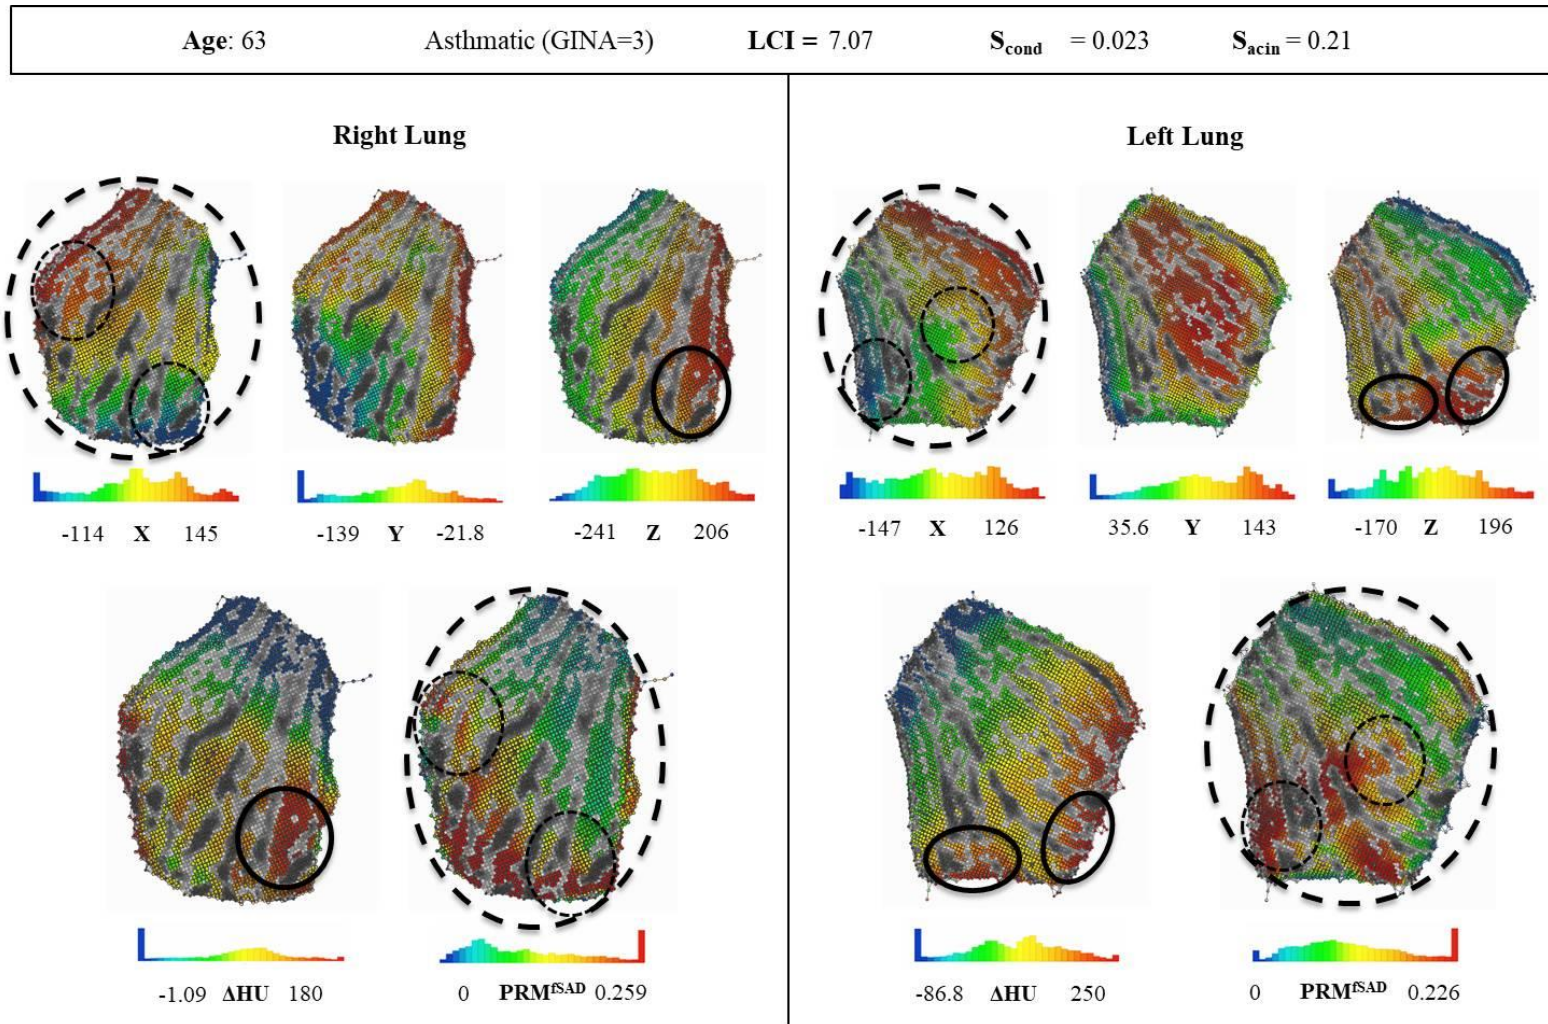 Age: 63 Asthmatic (GINA=3) LCI = 7.07 Scond = 0.023 Sacin = 0.21
Right Lung
Left Lung
-114 X 145
-139 Y -21.8
-241 Z 206
-147 X 126
35.6 Y 143
-170 Z 196
-1.09 ΔHU 180
0 PRMfSAD 0.259
-86.8 ΔHU 250
0 PRMfSAD 0.226